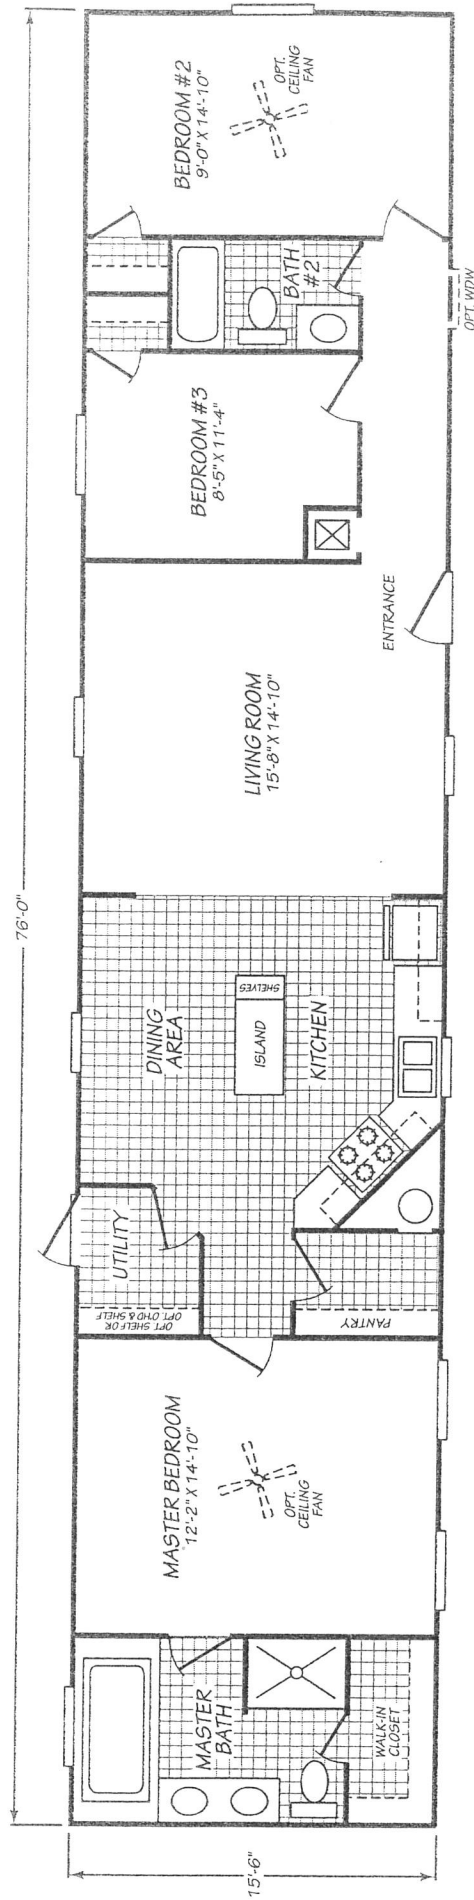 76'-0"
15'-6"
MASTER
BATH
WALK-IN
CLOSET
MASTER BEDROOM
12'-2" X 14'-10"
OPT.
CEILING
FAN
UTILITY
OPT. SHELF OR
OPT. O'HD & SHELF
PANTRY
DINING
AREA
ISLAND
SHELVES
KITCHEN
LIVING ROOM
15'-8" X 14'-10"
ENTRANCE
BEDROOM #3
8'-5" X 11'-4"
BATH
#2
BEDROOM #2
9'-0" X 14'-10"
OPT.
CEILING
FAN
OPT. WDW